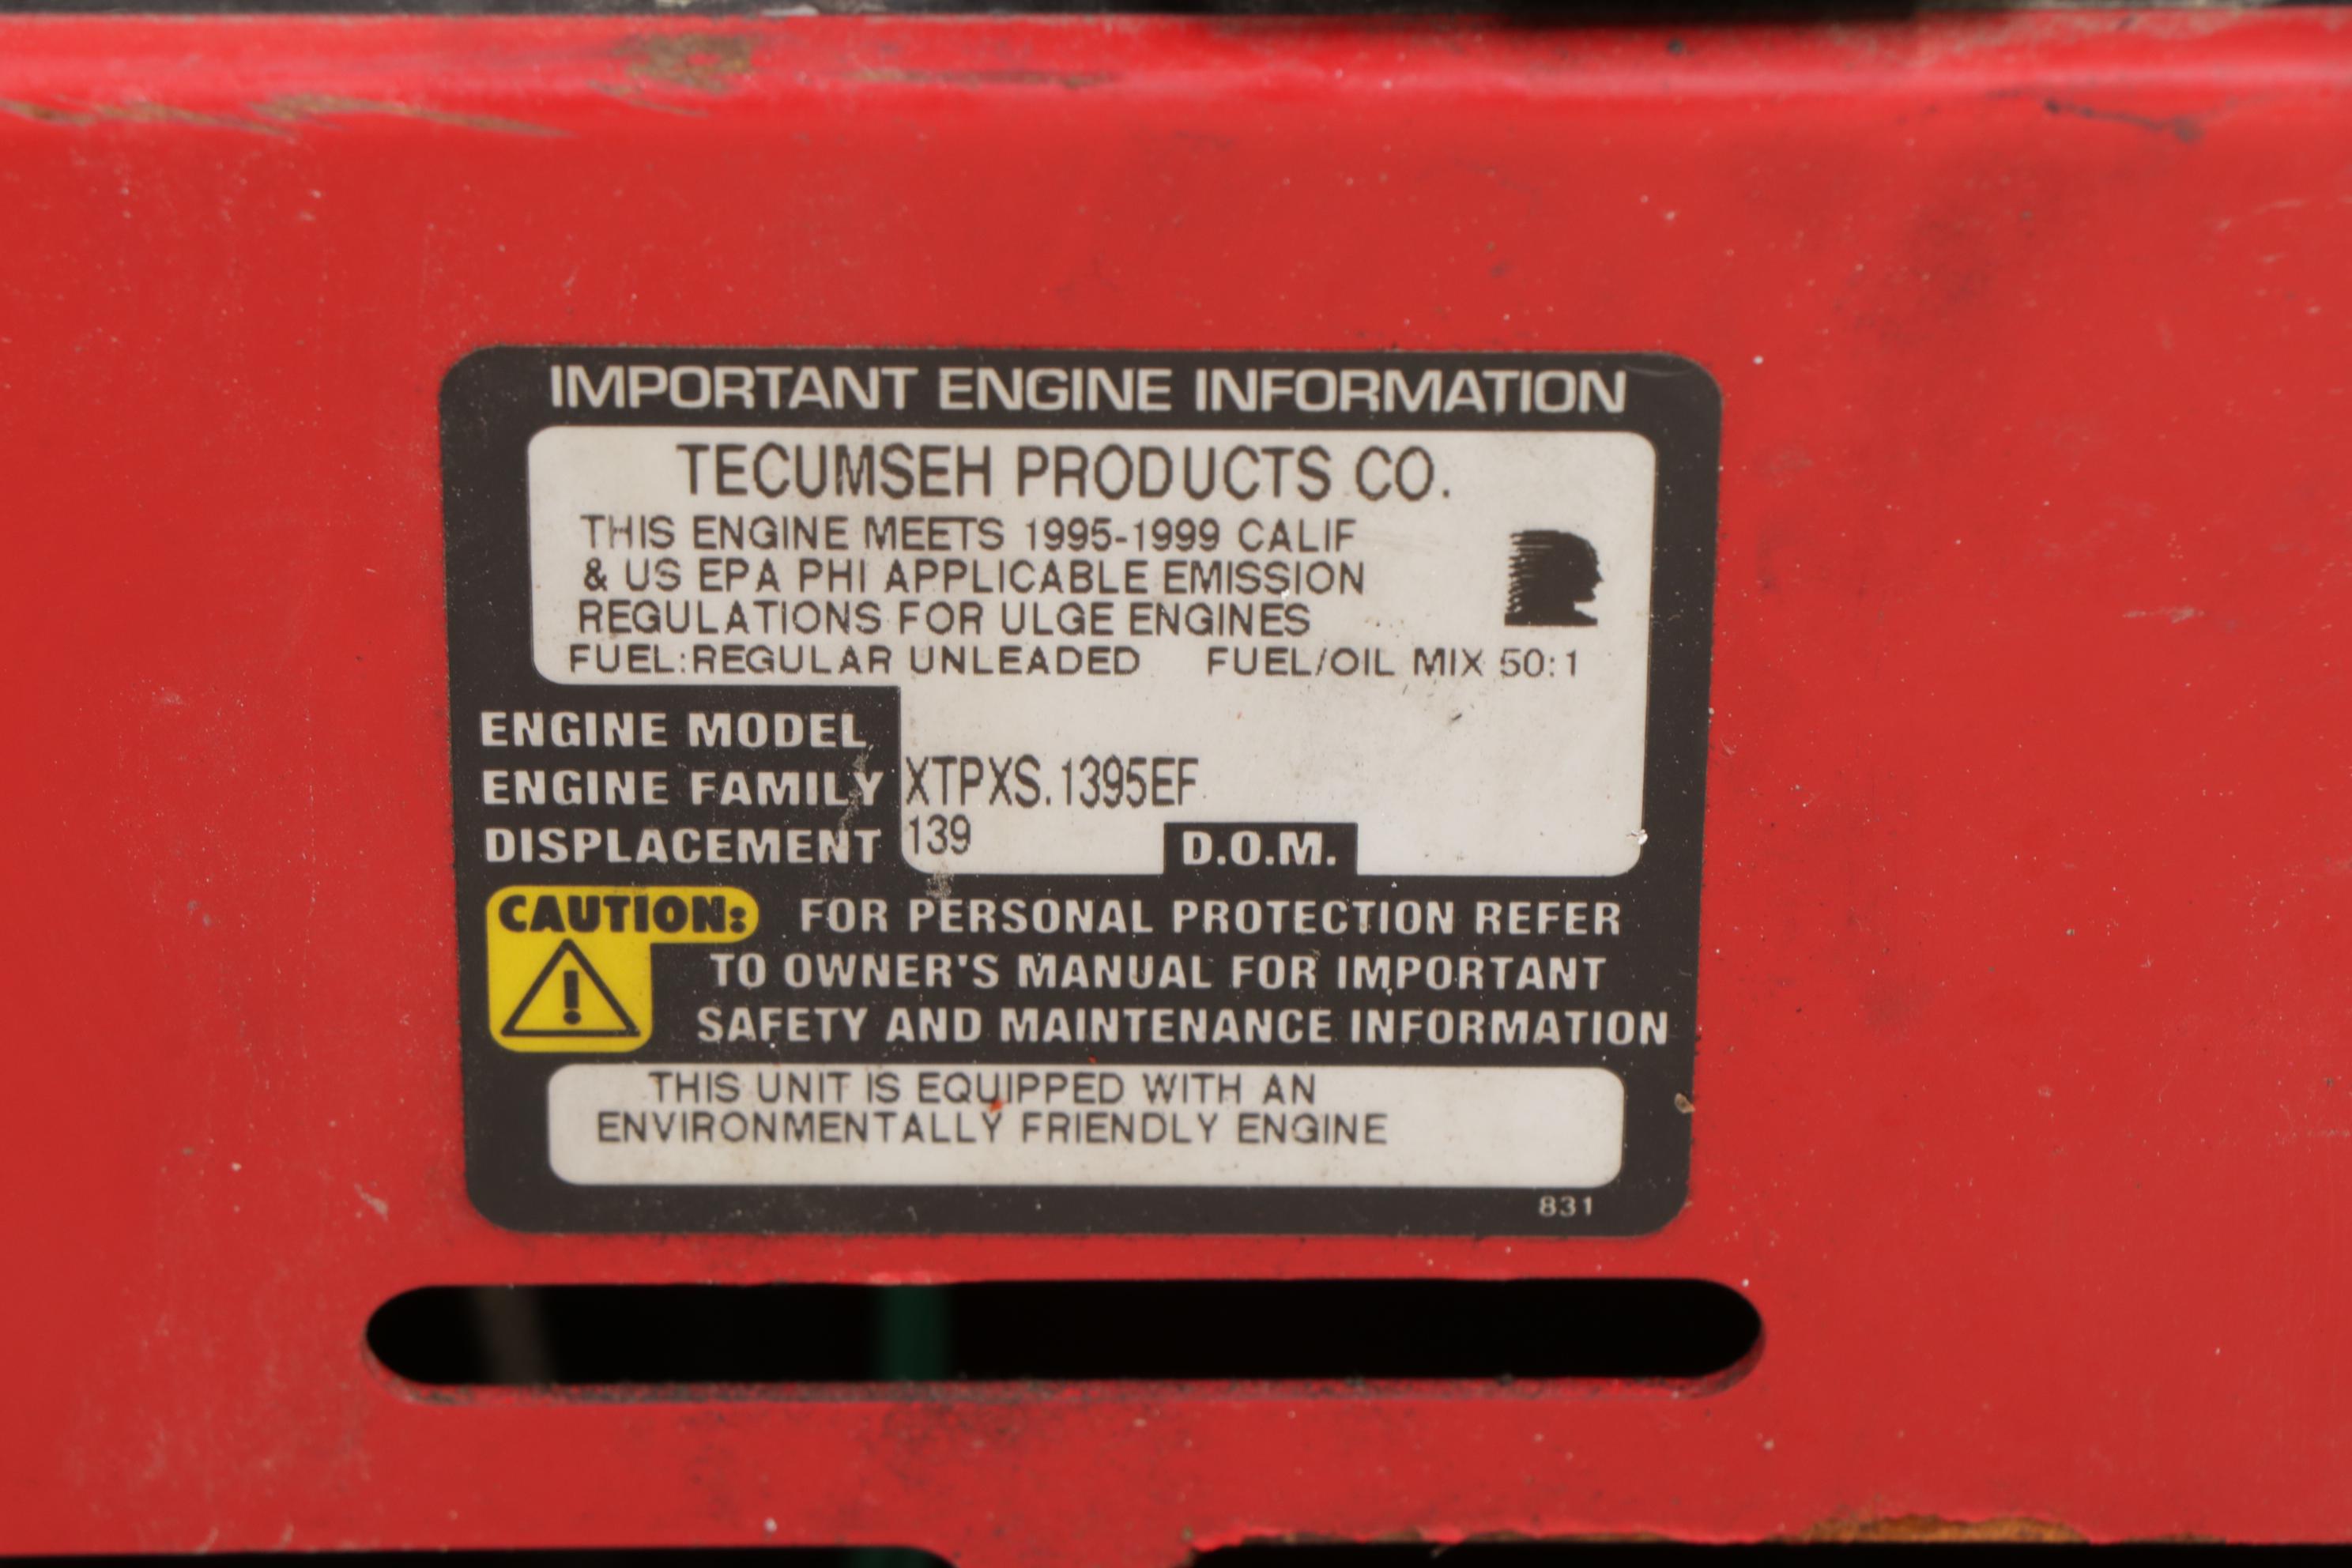 IMPORTANT ENGINE INFORMATION
TECUMSEH PRODUCTS CO.
THIS ENGINE MEETS 1995-1999 CALIF
& US EPA PHI APPLICABLE EMISSION
REGULATIONS FOR ULGE ENGINES
FUEL:REGULAR UNLEADED FUEL/OIL MIX 50:1
ENGINE MODEL
ENGINE FAMILY XTPXS.1395EF
DISPLACEMENT 139 D.O.M.
CAUTION: FOR PERSONAL PROTECTION REFER
TO OWNER'S MANUAL FOR IMPORTANT
SAFETY AND MAINTENANCE INFORMATION
THIS UNIT IS EQUIPPED WITH AN
ENVIRONMENTALLY FRIENDLY ENGINE
831